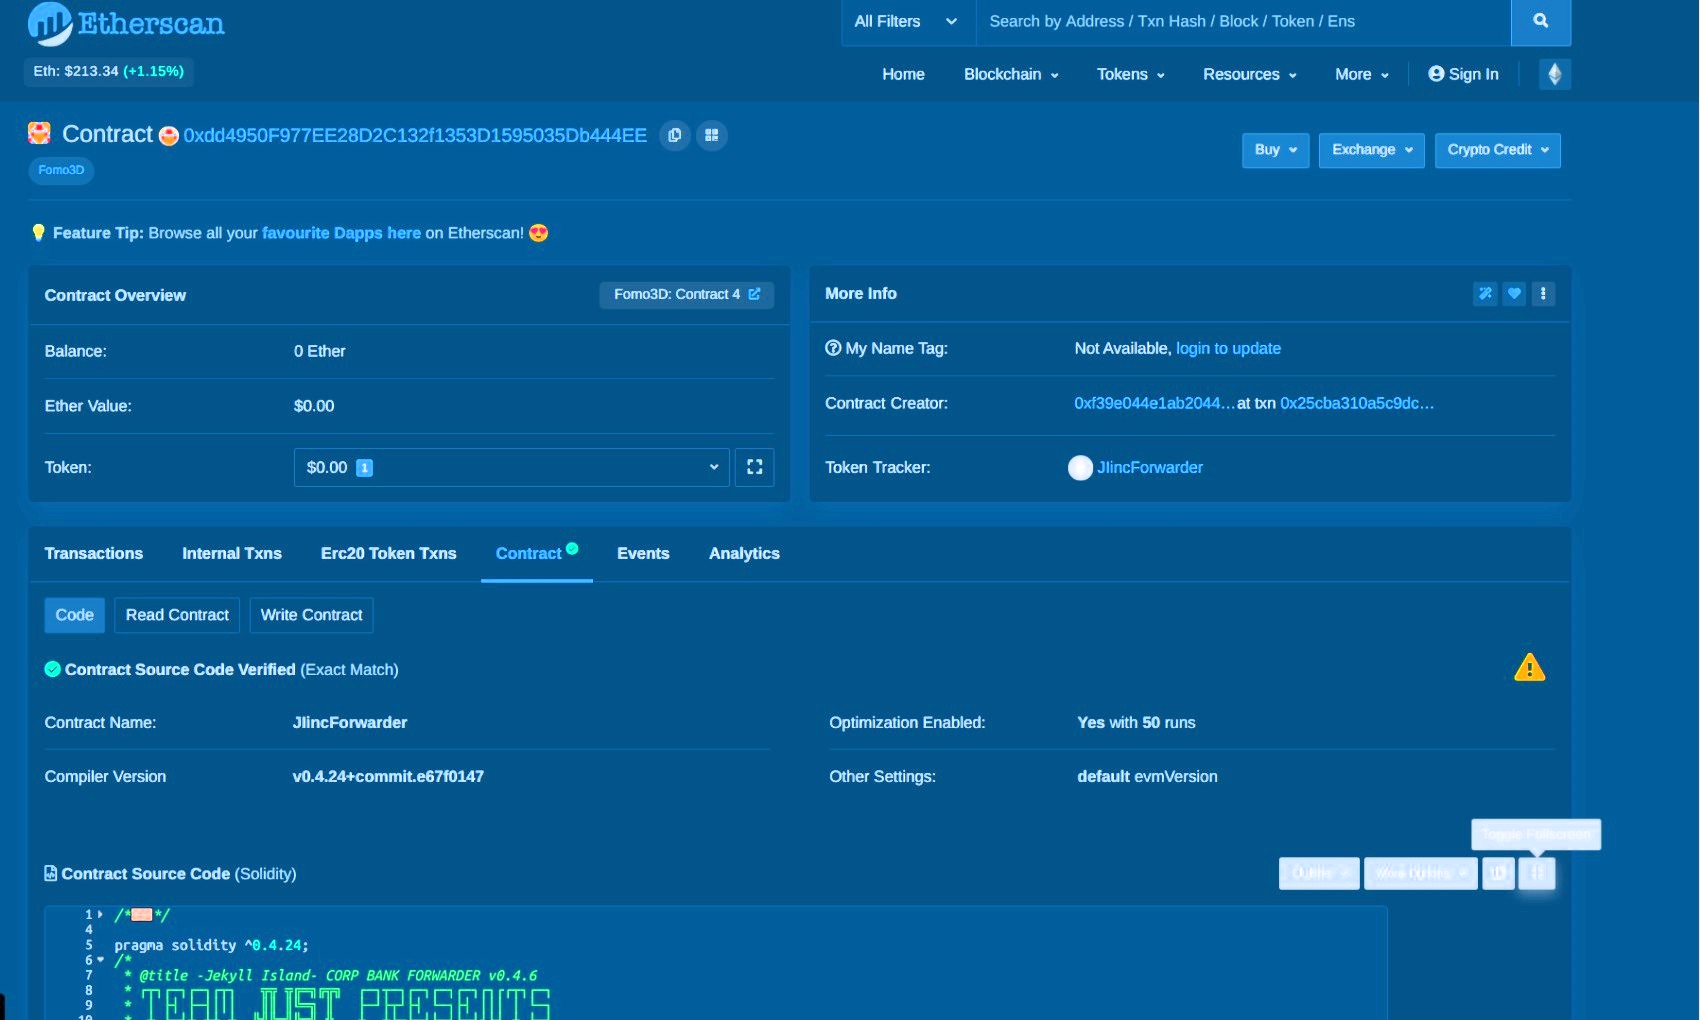 Etherscan
All Filters
Search by Address / Txn Hash / Block / Token / Ens
Eth: $213.34 (+1.15%)
Home Blockchain Tokens Resources More Sign In
Contract 0xdd4950F977EE28D2C132f1353D1595035Db444EE
Buy Exchange Crypto Credit
Fomo3D
Feature Tip: Browse all your favourite Dapps here on Etherscan!
Contract Overview
Fomo3D: Contract 4
Balance: 0 Ether
Ether Value: $0.00
Token: $0.00 1
More Info
My Name Tag: Not Available, login to update
Contract Creator: 0xf39e044e1ab2044... at txn 0x25cba310a5c9dc...
Token Tracker: JIincForwarder
Transactions Internal Txns Erc20 Token Txns Contract Events Analytics
Code Read Contract Write Contract
Contract Source Code Verified (Exact Match)
Contract Name: JIincForwarder
Optimization Enabled: Yes with 50 runs
Compiler Version v0.4.24+commit.e67f0147
Other Settings: default evmVersion
Toggle Fullscreen
Contract Source Code (Solidity)
Outline More Options
1 /* */
4
5 pragma solidity ^0.4.24;
6 /*
7 * @title -Jekyll Island- CORP BANK FORWARDER v0.4.6
8 * TEAM JUST PRESENTS
9 *
10 *